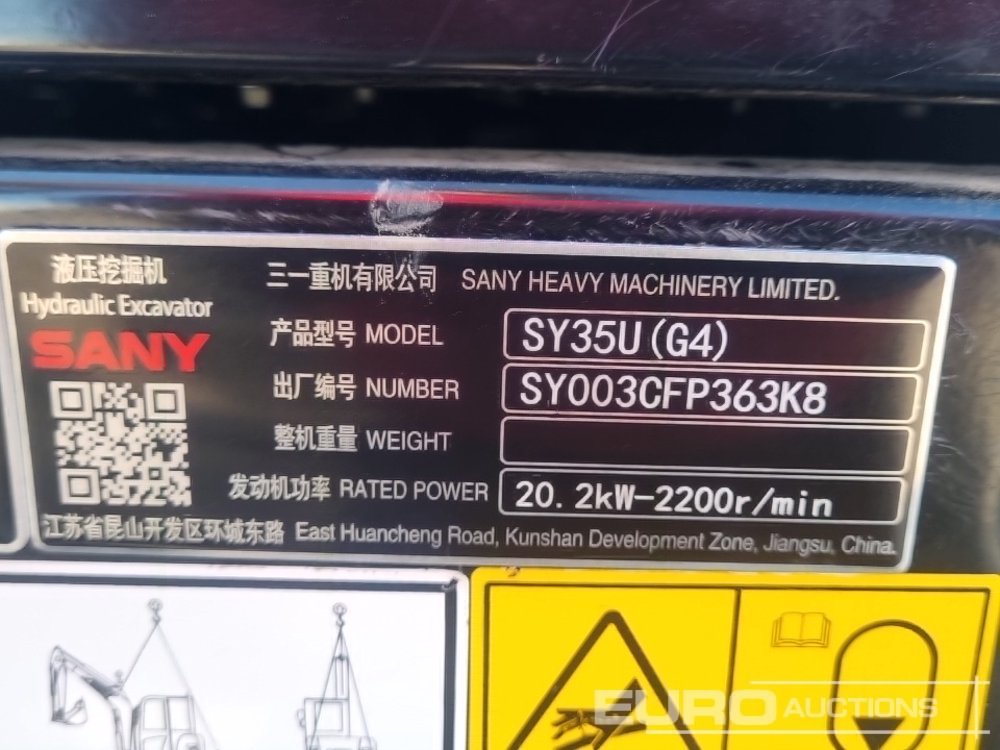 液压挖掘机
Hydraulic Excavator
SANY
三一重机有限公司 SANY HEAVY MACHINERY LIMITED.
产品型号 MODEL SY35U(G4)
出厂编号 NUMBER SY003CFP363K8
整机重量 WEIGHT
发动机功率 RATED POWER 20.2kW-2200r/min
江苏省昆山开发区环城东路 East Huancheng Road, Kunshan Development Zone, Jiangsu, China.
EURO AUCTIONS